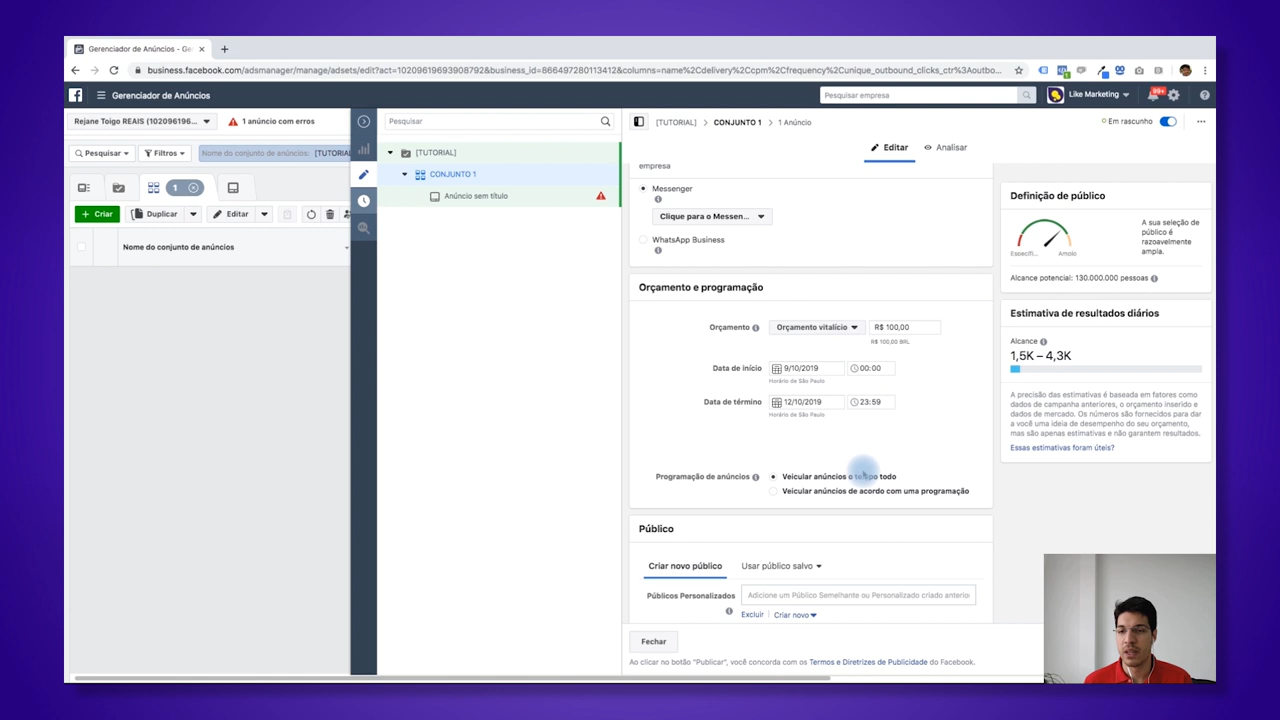 Gerenciador de Anúncios - Ge
business.facebook.com/adsmanager/manage/adsets/edit?act=10209619693908792&business_id=866497280113412&columns=name%2Cdelivery%2Ccpm%2Cfrequency%2Cunique_outbound_clicks_ctr%3Aoutbo...
Gerenciador de Anúncios
Pesquisar empresa
Like Marketing
99+
Rejane Toigo REAIS (102096196...
1 anúncio com erros
Pesquisar
[TUTORIAL] > CONJUNTO 1 > 1 Anúncio
Em rascunho
Pesquisar
Filtros
Nome do conjunto de anúncios: [TUTORIAL
[TUTORIAL]
CONJUNTO 1
Anúncio sem título
Editar
Analisar
1
+ Criar
Duplicar
Editar
Nome do conjunto de anúncios
empresa
Messenger
Clique para o Messen...
WhatsApp Business
Orçamento e programação
Orçamento
Orçamento vitalício
R$ 100,00
R$ 100,00 BRL
Data de início
9/10/2019
00:00
Horário de São Paulo
Data de término
12/10/2019
23:59
Horário de São Paulo
Programação de anúncios
Veicular anúncios o tempo todo
Veicular anúncios de acordo com uma programação
Público
Criar novo público
Usar público salvo
Públicos Personalizados
Adicione um Público Semelhante ou Personalizado criado anterior
Excluir
Criar novo
Fechar
Ao clicar no botão "Publicar", você concorda com os Termos e Diretrizes de Publicidade do Facebook.
Definição de público
A sua seleção de
público é
razoavelmente
ampla.
Específi...
Amplo
Alcance potencial: 130.000.000 pessoas
Estimativa de resultados diários
Alcance
1,5K – 4,3K
A precisão das estimativas é baseada em fatores como
dados de campanha anteriores, o orçamento inserido e
dados de mercado. Os números são fornecidos para dar
a você uma ideia de desempenho do seu orçamento,
mas são apenas estimativas e não garantem resultados.
Essas estimativas foram úteis?